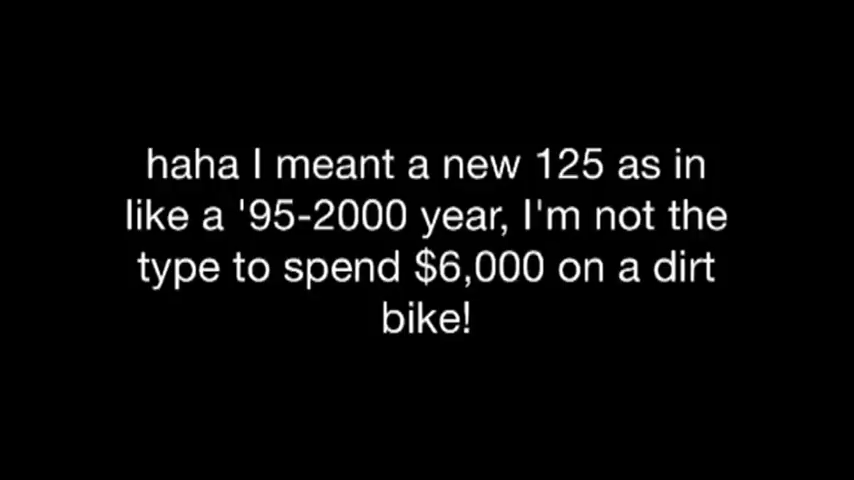 haha I meant a new 125 as in
like a '95-2000 year, I'm not the
type to spend $6,000 on a dirt
bike!